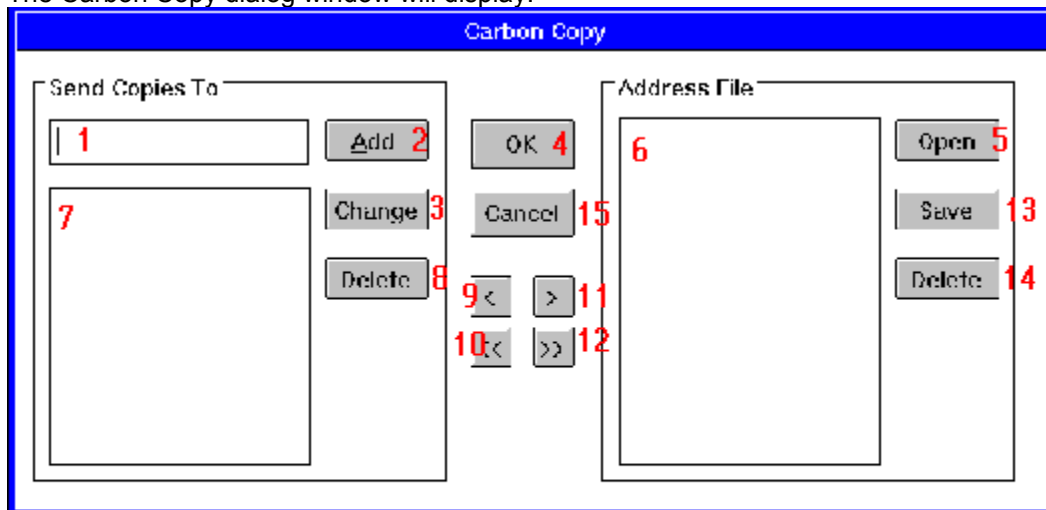 The Carbon Copy dialog window will display:
Carbon Copy
Send Copies To
Address File
1
Add 2
OK 4
6
Open 5
7
Change 3
Cancel 15
Save 13
Delete 8
9 <
> 11
Delete 14
10 <<
>> 12